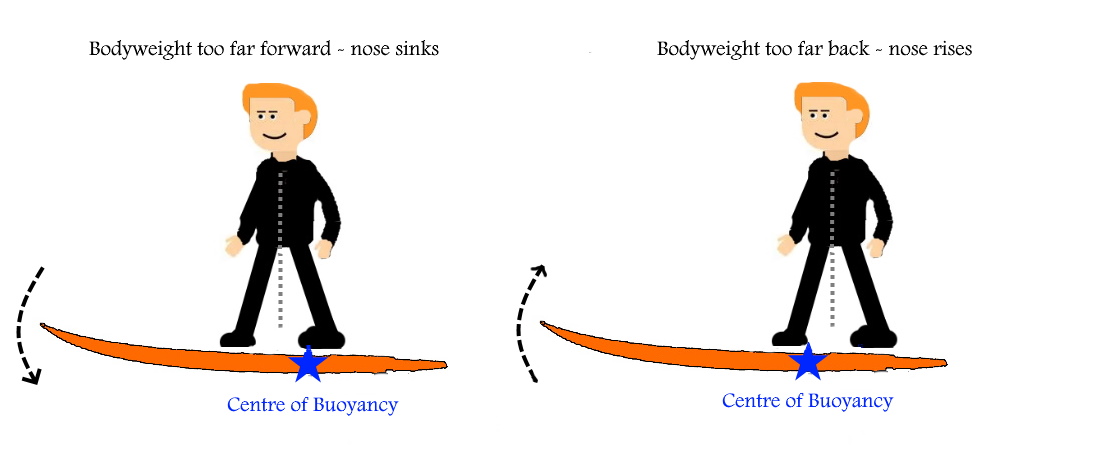 Bodyweight too far forward ~ nose sinks
Bodyweight too far back ~ nose rises
Centre of Buoyancy
Centre of Buoyancy